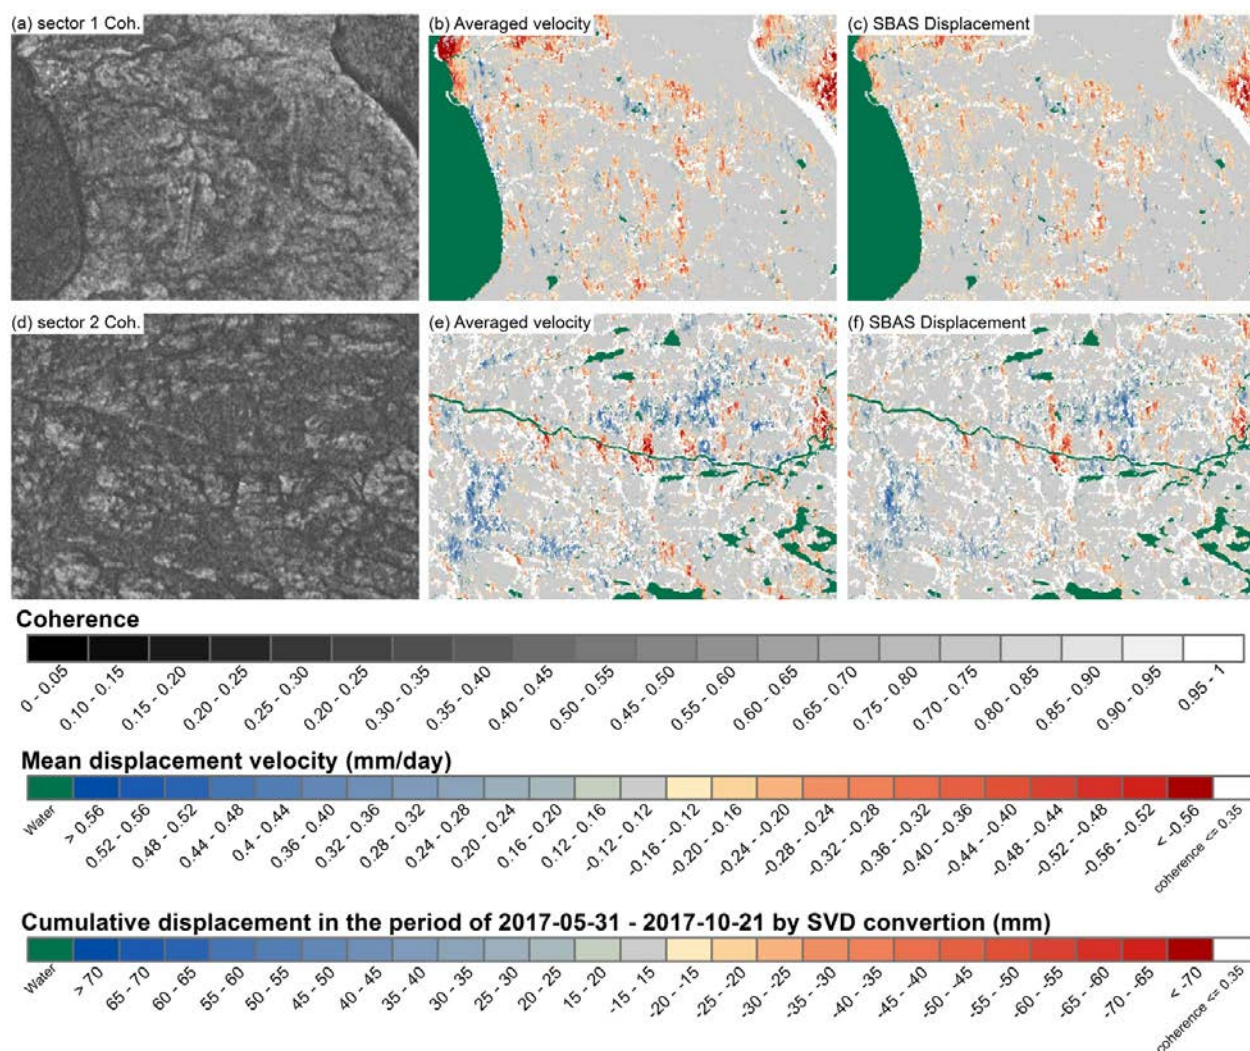 (a) sector 1 Coh.
(b) Averaged velocity
(c) SBAS Displacement
(d) sector 2 Coh.
(e) Averaged velocity
(f) SBAS Displacement
Coherence
0 - 0.05
0.10 - 0.15
0.15 - 0.20
0.20 - 0.25
0.25 - 0.30
0.20 - 0.25
0.30 - 0.35
0.35 - 0.40
0.40 - 0.45
0.50 - 0.55
0.45 - 0.50
0.55 - 0.60
0.60 - 0.65
0.65 - 0.70
0.75 - 0.80
0.70 - 0.75
0.80 - 0.85
0.85 - 0.90
0.90 - 0.95
0.95 - 1
Mean displacement velocity (mm/day)
Water
> 0.56
0.52 - 0.56
0.48 - 0.52
0.44 - 0.48
0.4 - 0.44
0.36 - 0.40
0.32 - 0.36
0.28 - 0.32
0.24 - 0.28
0.20 - 0.24
0.16 - 0.20
0.12 - 0.16
-0.12 - 0.12
-0.16 - -0.12
-0.20 - -0.16
-0.24 - -0.20
-0.28 - -0.24
-0.32 - -0.28
-0.36 - -0.32
-0.40 - -0.36
-0.44 - -0.40
-0.48 - -0.44
-0.52 - -0.48
-0.56 - -0.52
< -0.56
coherence <= 0.35
Cumulative displacement in the period of 2017-05-31 - 2017-10-21 by SVD convertion (mm)
Water
> 70
65 - 70
60 - 65
55 - 60
50 - 55
45 - 50
40 - 45
35 - 40
30 - 35
25 - 30
20 - 25
15 - 20
-15 - 15
-20 - -15
-25 - -20
-30 - -25
-35 - -30
-40 - -35
-45 - -40
-50 - -45
-55 - -50
-60 - -55
-65 - -60
-70 - -65
< -70
coherence <= 0.35